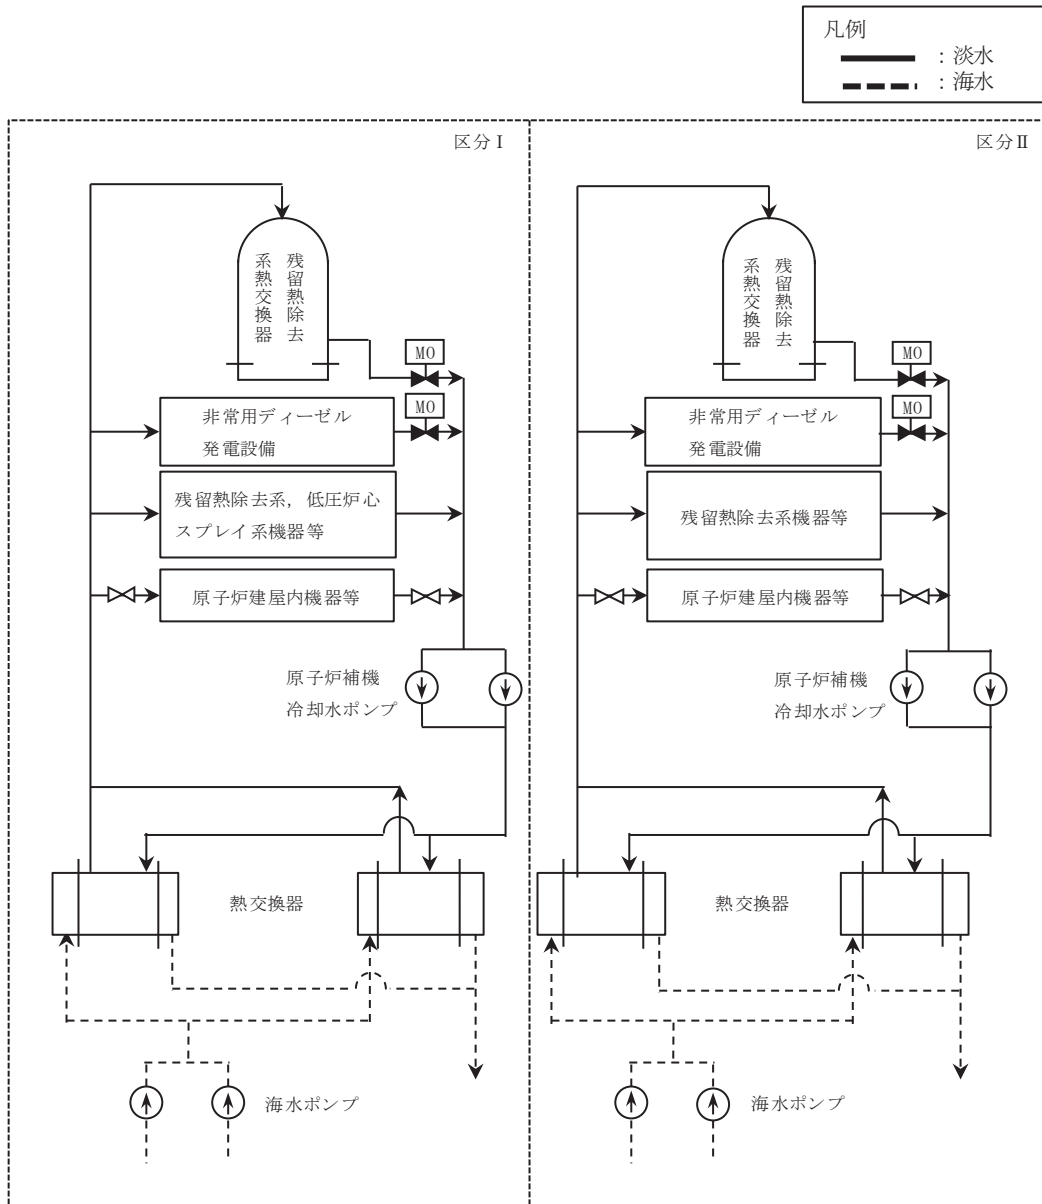 凡例
：淡水
：海水
区分Ⅰ
残留熱除去
系熱交換器
MO
MO
非常用ディーゼル
発電設備
残留熱除去系，低圧炉心
スプレイ系機器等
原子炉建屋内機器等
原子炉補機
冷却水ポンプ
熱交換器
海水ポンプ
区分Ⅱ
残留熱除去
系熱交換器
MO
MO
非常用ディーゼル
発電設備
残留熱除去系機器等
原子炉建屋内機器等
原子炉補機
冷却水ポンプ
熱交換器
海水ポンプ